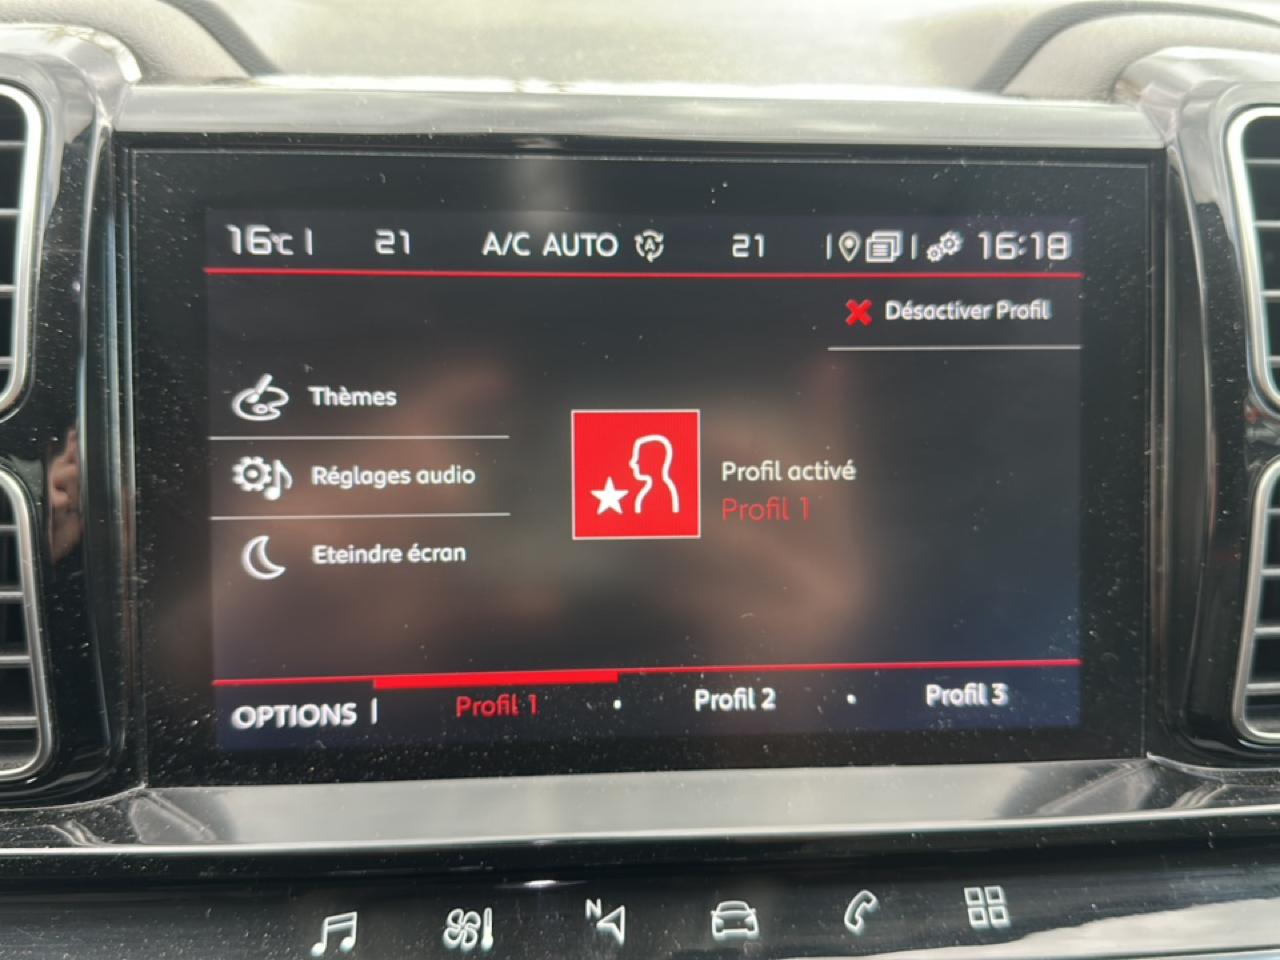 16°C 21 A/C AUTO A 21 16:18
Désactiver Profil
Thèmes
Réglages audio
Eteindre écran
Profil activé
Profil 1
OPTIONS Profil 1 • Profil 2 • Profil 3
N